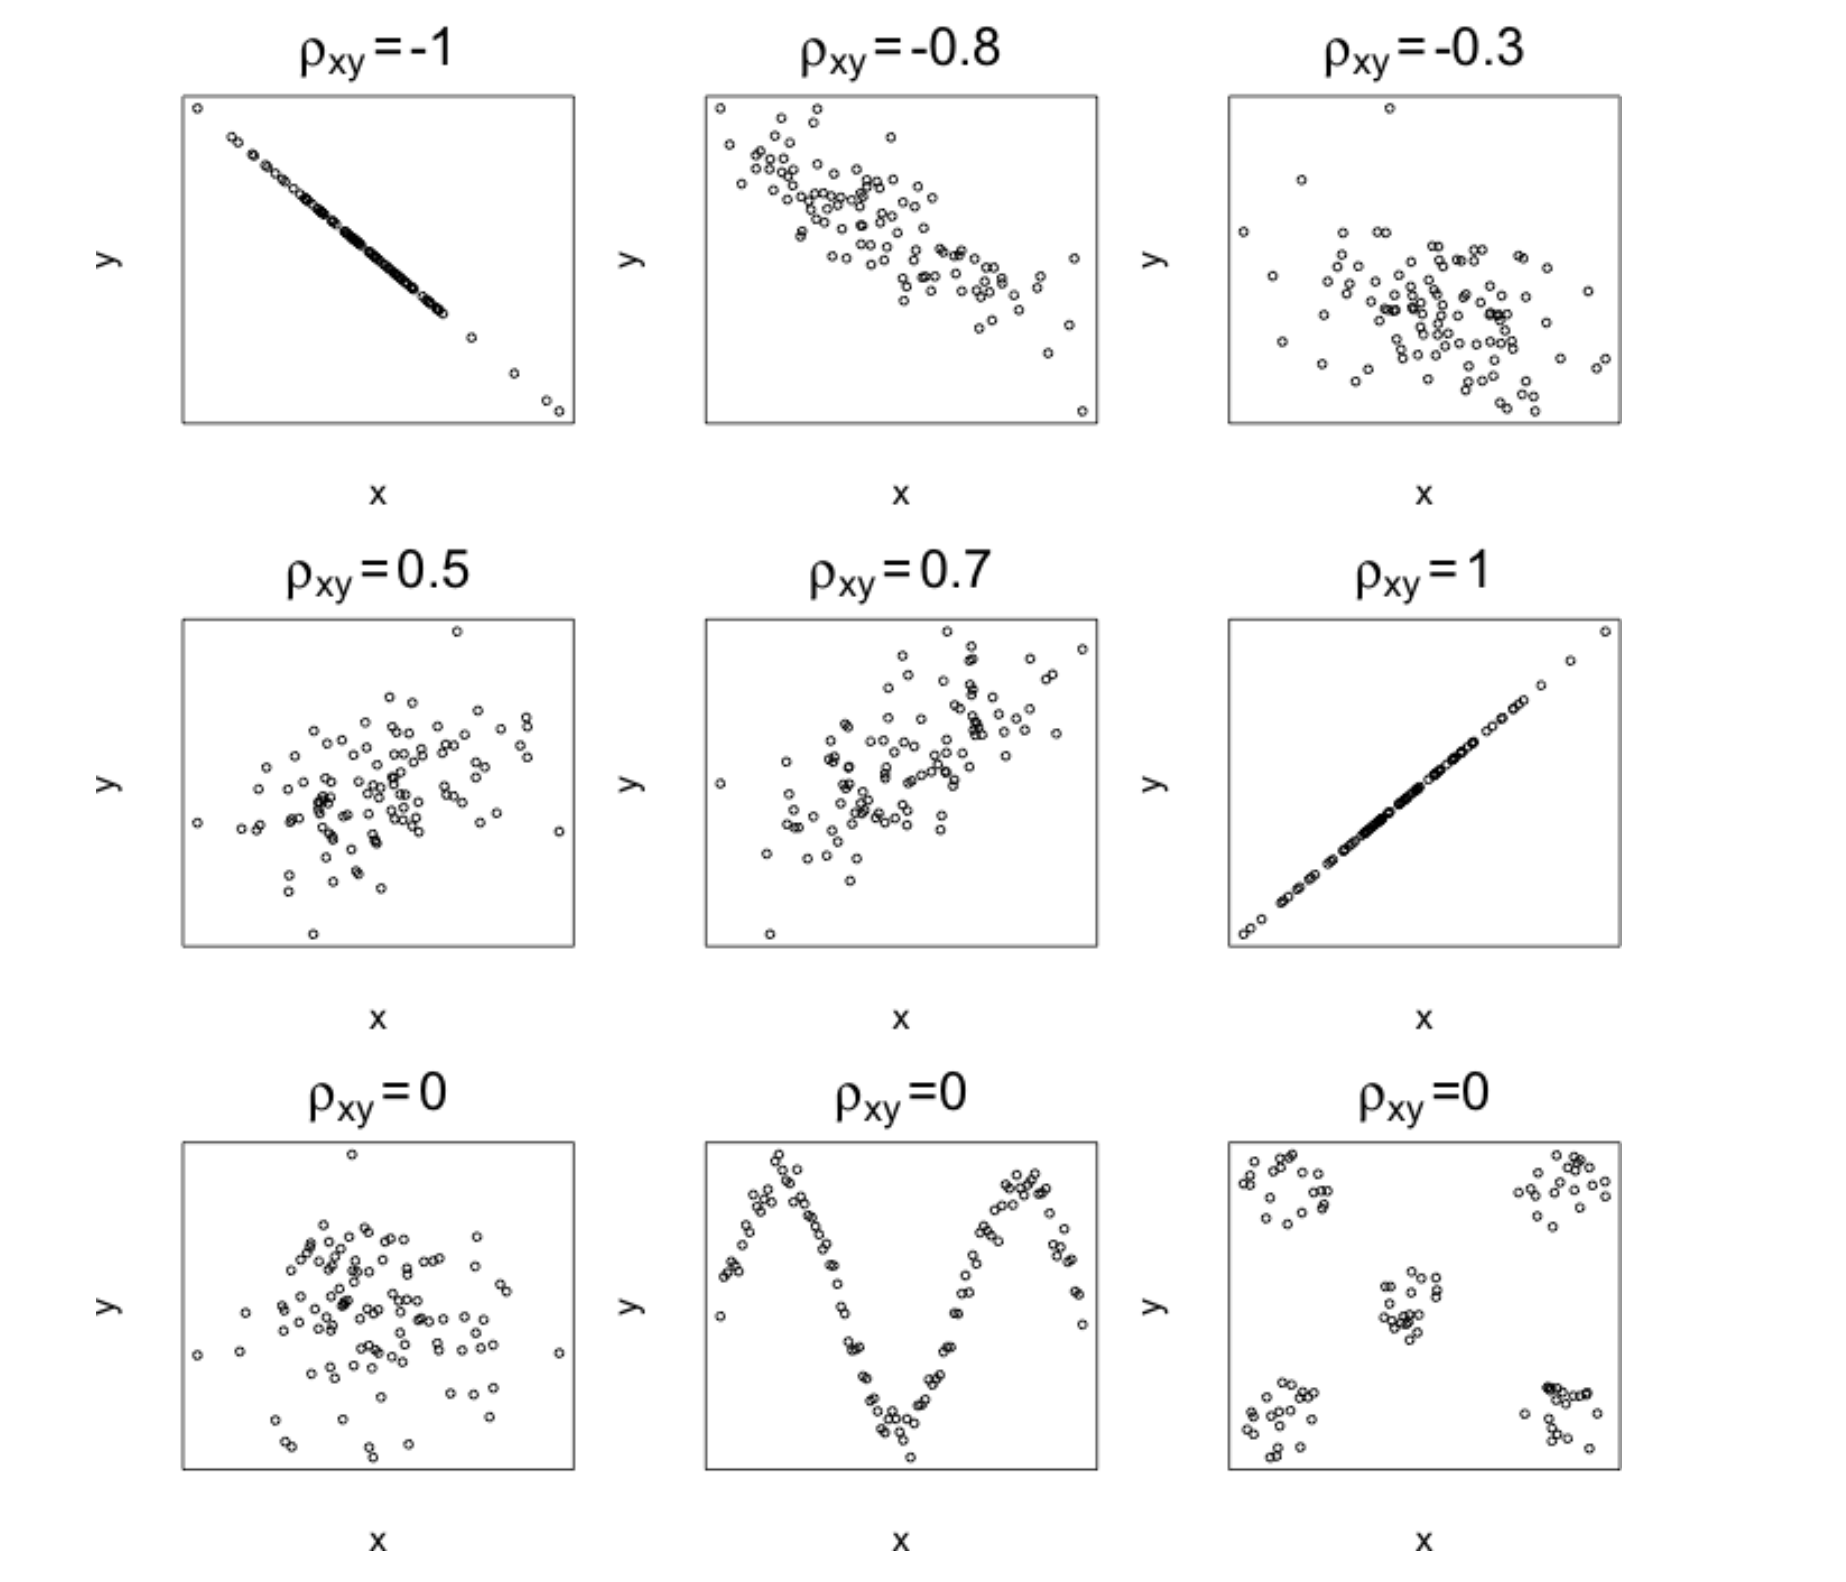 ρxy = -1 ρxy = -0.8 ρxy = -0.3
y y y
x x x
ρxy = 0.5 ρxy = 0.7 ρxy = 1
y y y
x x x
ρxy = 0 ρxy =0 ρxy =0
y y y
x x x